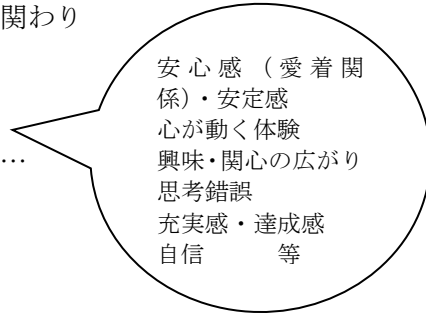 関わり
安心感（愛着関
係)・安定感
心が動く体験
興味・関心の広がり
…
思考錯誤
充実感・達成感
自信　　　等